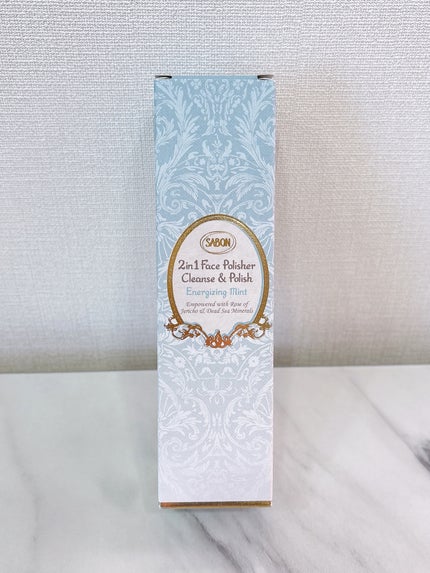 SABON
2in1 Face Polisher
Cleanse & Polish
Energizing Mint
Empowered with Rose of
Jericho & Dead Sea Minerals